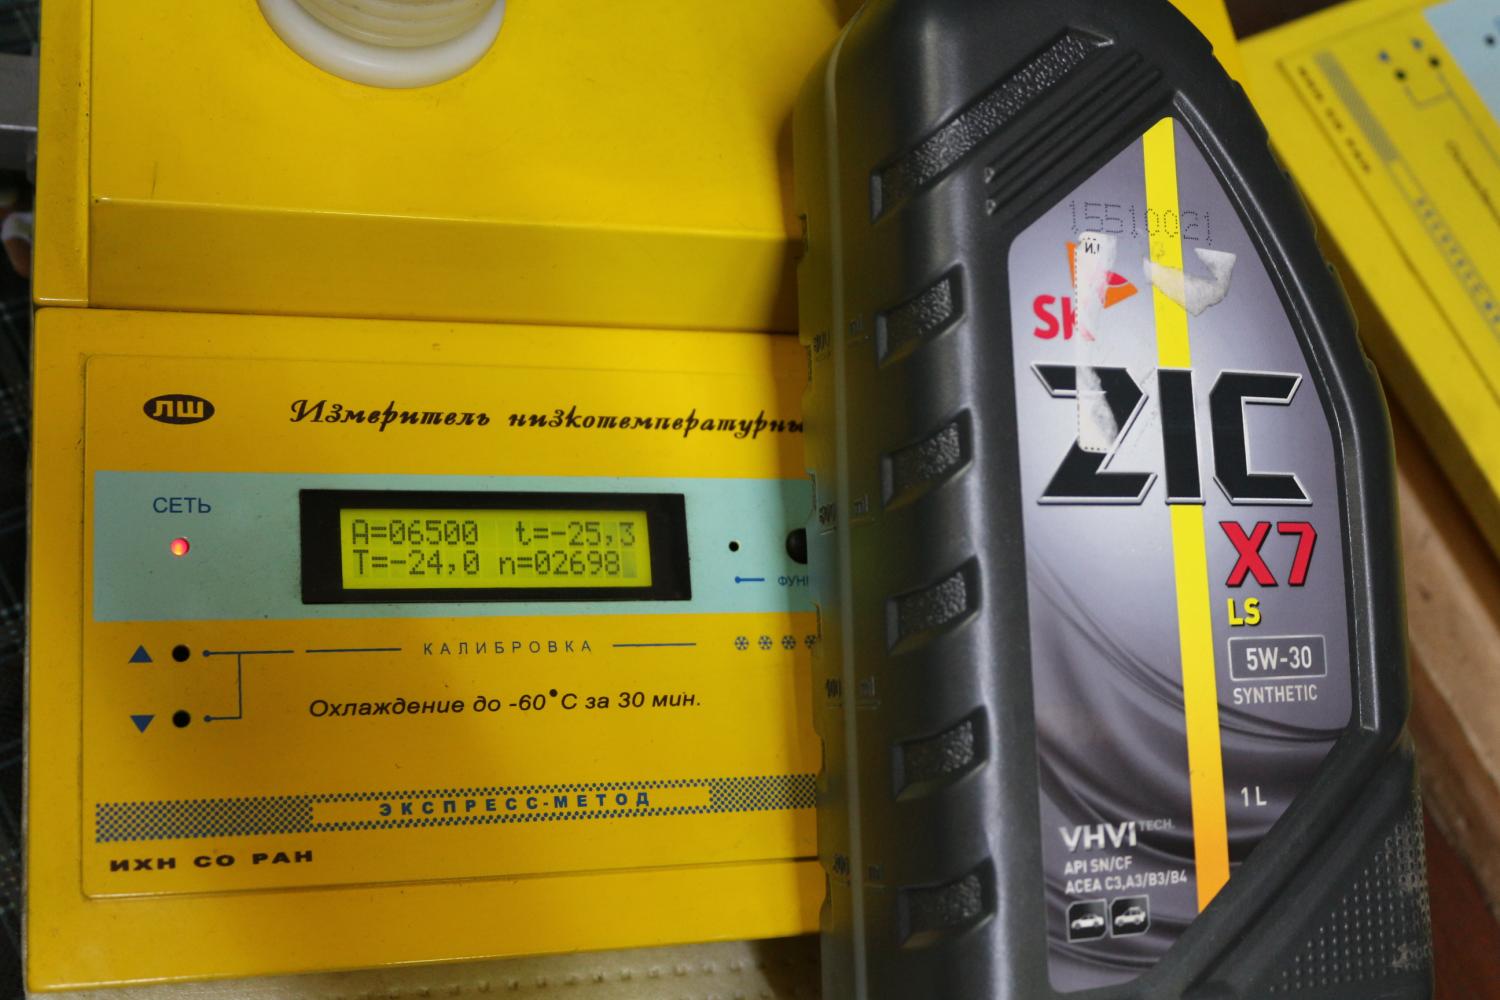 ЛШ
Измеритель низкотемпературны
СЕТЬ
A=06500 t=-25,3
T=-24,0 n=02698
ФУН
КАЛИБРОВКА
Охлаждение до -60°С за 30 мин.
ЭКСПРЕСС-МЕТОД
ИХН СО РАН
15510021
SK
ZIC
X7
LS
5W-30
SYNTHETIC
1 L
VHVI TECH.
API SN/CF
ACEA C3,A3/B3/B4